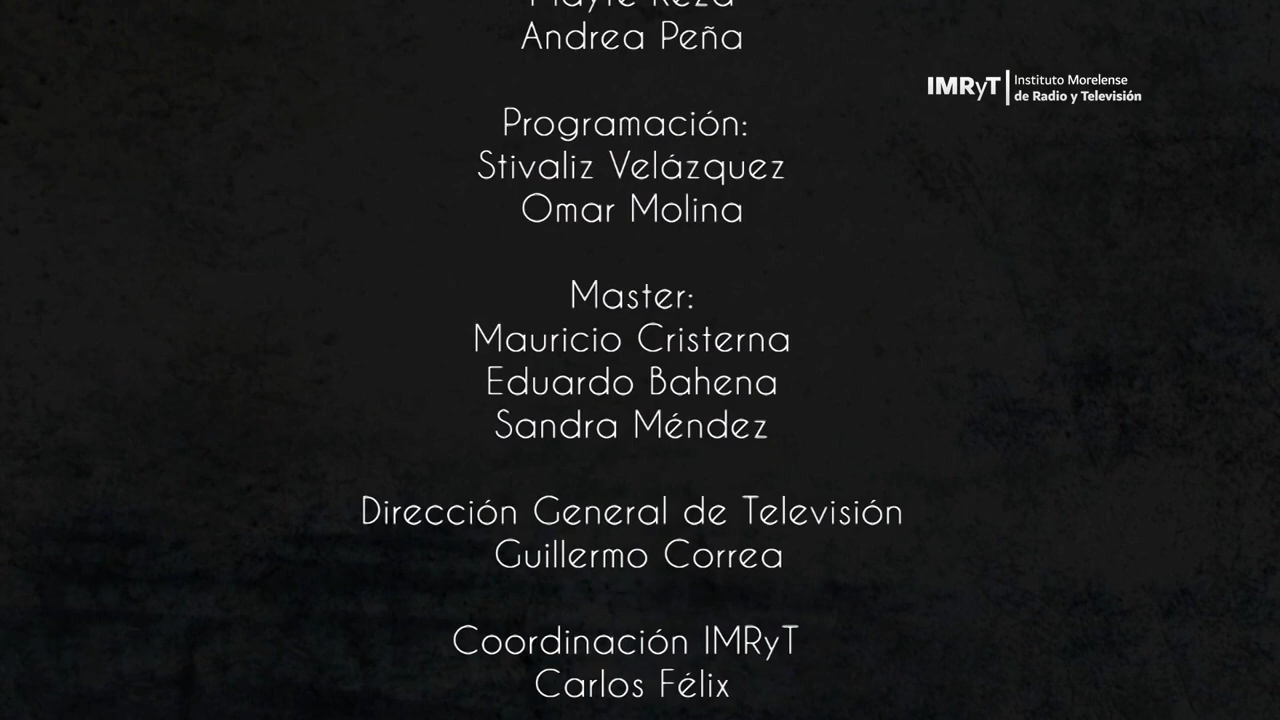 Andrea Peña
IMRyT
Instituto Morelense
de Radio y Televisión
Programación:
Stivaliz Velázquez
Omar Molina
Master:
Mauricio Cristerna
Eduardo Bahena
Sandra Méndez
Dirección General de Televisión
Guillermo Correa
Coordinación IMRyT
Carlos Félix